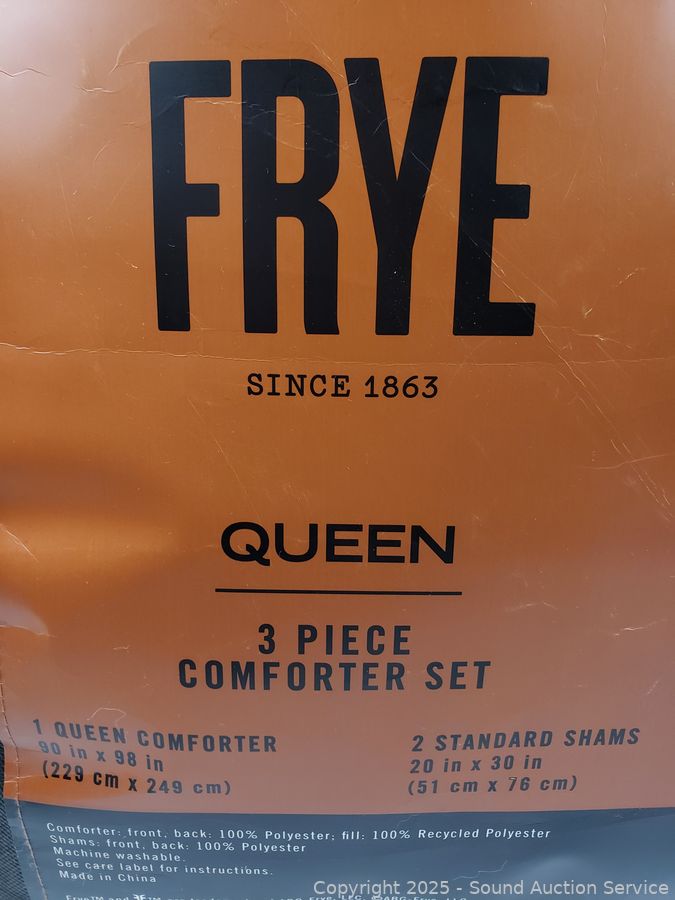 FRYE
SINCE 1863
QUEEN
3 PIECE
COMFORTER SET
1 QUEEN COMFORTER
90 in x 98 in
(229 cm x 249 cm)
2 STANDARD SHAMS
20 in x 30 in
(51 cm x 76 cm)
Comforter: front, back: 100% Polyester; fill: 100% Recycled Polyester
Shams: front, back: 100% Polyester
Machine washable.
See care label for instructions.
Made in China
Copyright 2025 - Sound Auction Service